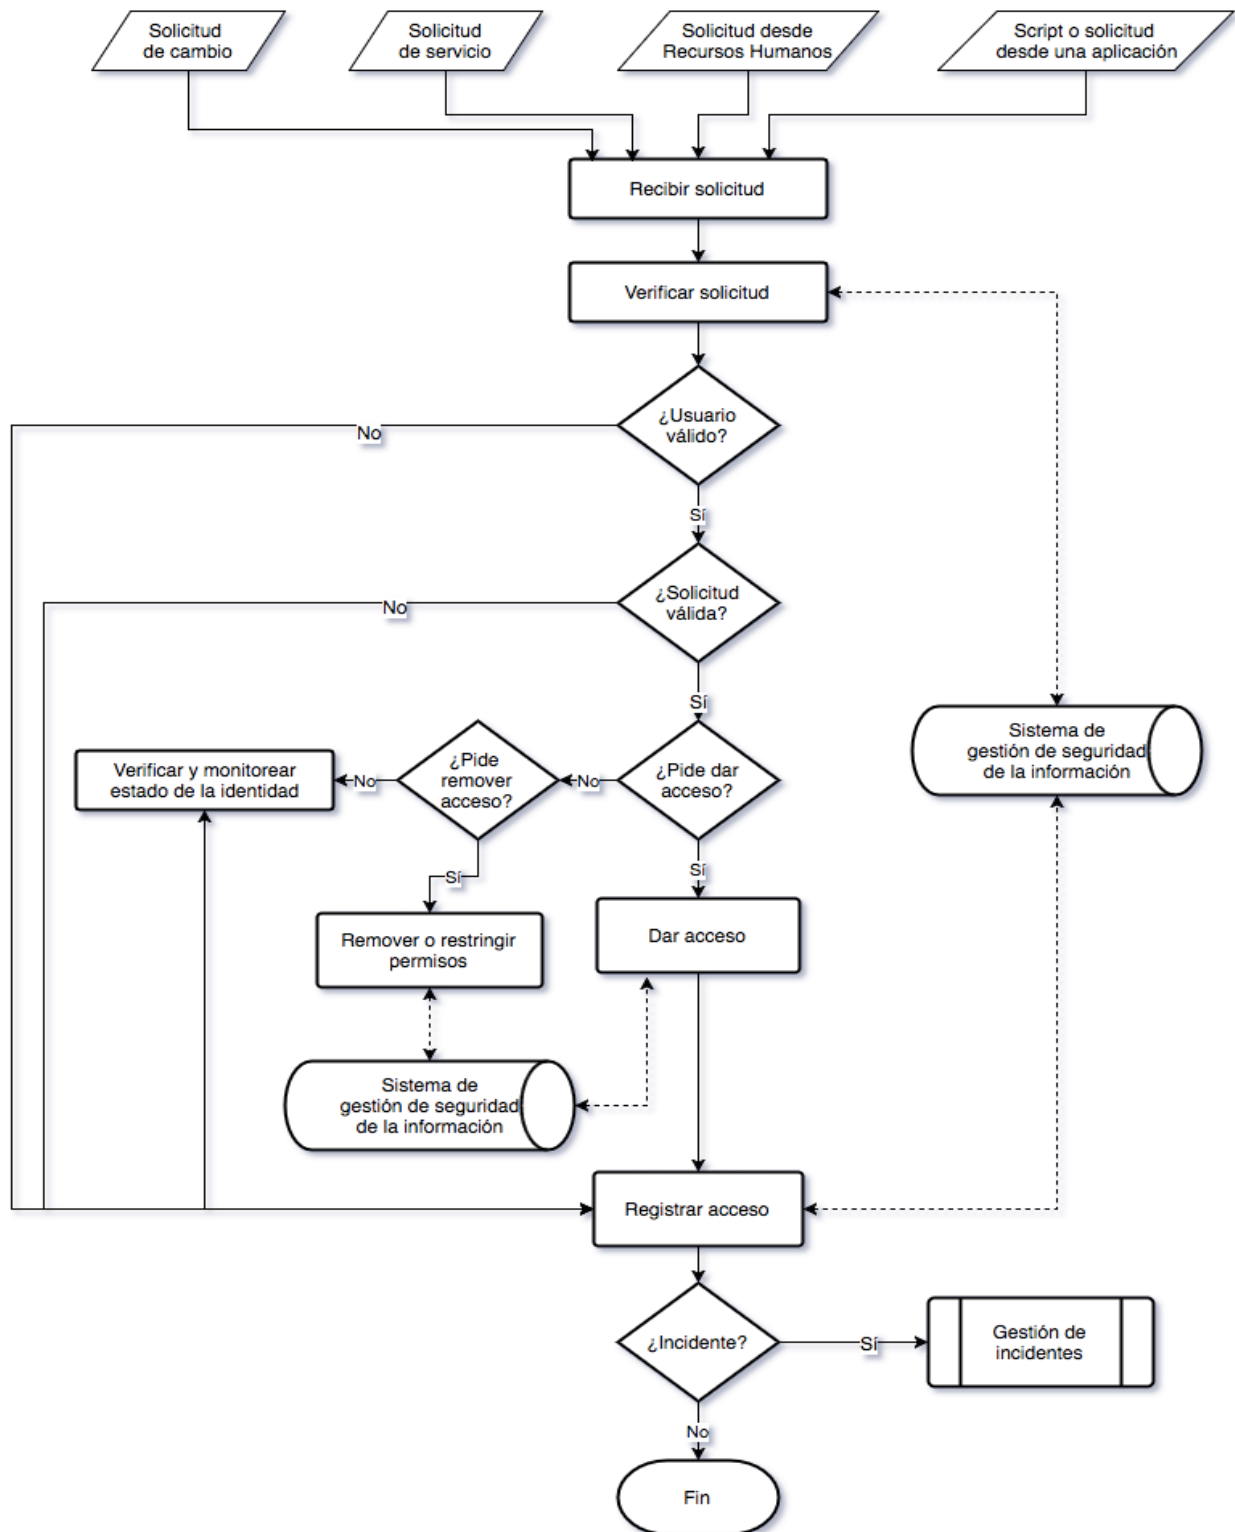 Solicitud
de cambio
Solicitud
de servicio
Solicitud desde
Recursos Humanos
Script o solicitud
desde una aplicación
Recibir solicitud
Verificar solicitud
¿Usuario
válido?
No
Sí
¿Solicitud
válida?
No
Sí
¿Pide dar
acceso?
No
¿Pide
remover
acceso?
No
Verificar y monitorear
estado de la identidad
Sistema de
gestión de seguridad
de la información
Sí
Sí
Remover o restringir
permisos
Dar acceso
Sistema de
gestión de seguridad
de la información
Registrar acceso
¿Incidente?
Sí
Gestión de
incidentes
No
Fin